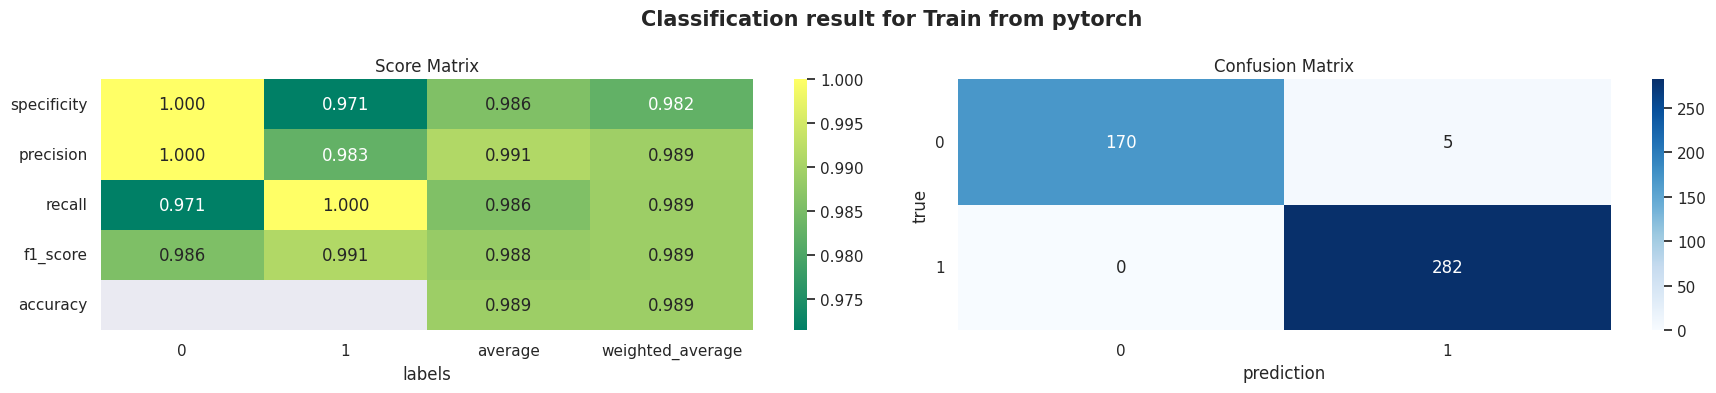 Classification result for Train from pytorch
Score Matrix
specificity 1.000 0.971 0.986 0.982
precision 1.000 0.983 0.991 0.989
recall 0.971 1.000 0.986 0.989
f1_score 0.986 0.991 0.988 0.989
accuracy 0.989 0.989
0 1 average weighted_average
labels
1.000
0.995
0.990
0.985
0.980
0.975
Confusion Matrix
true
0 170 5
1 0 282
0 1
prediction
250
200
150
100
50
0